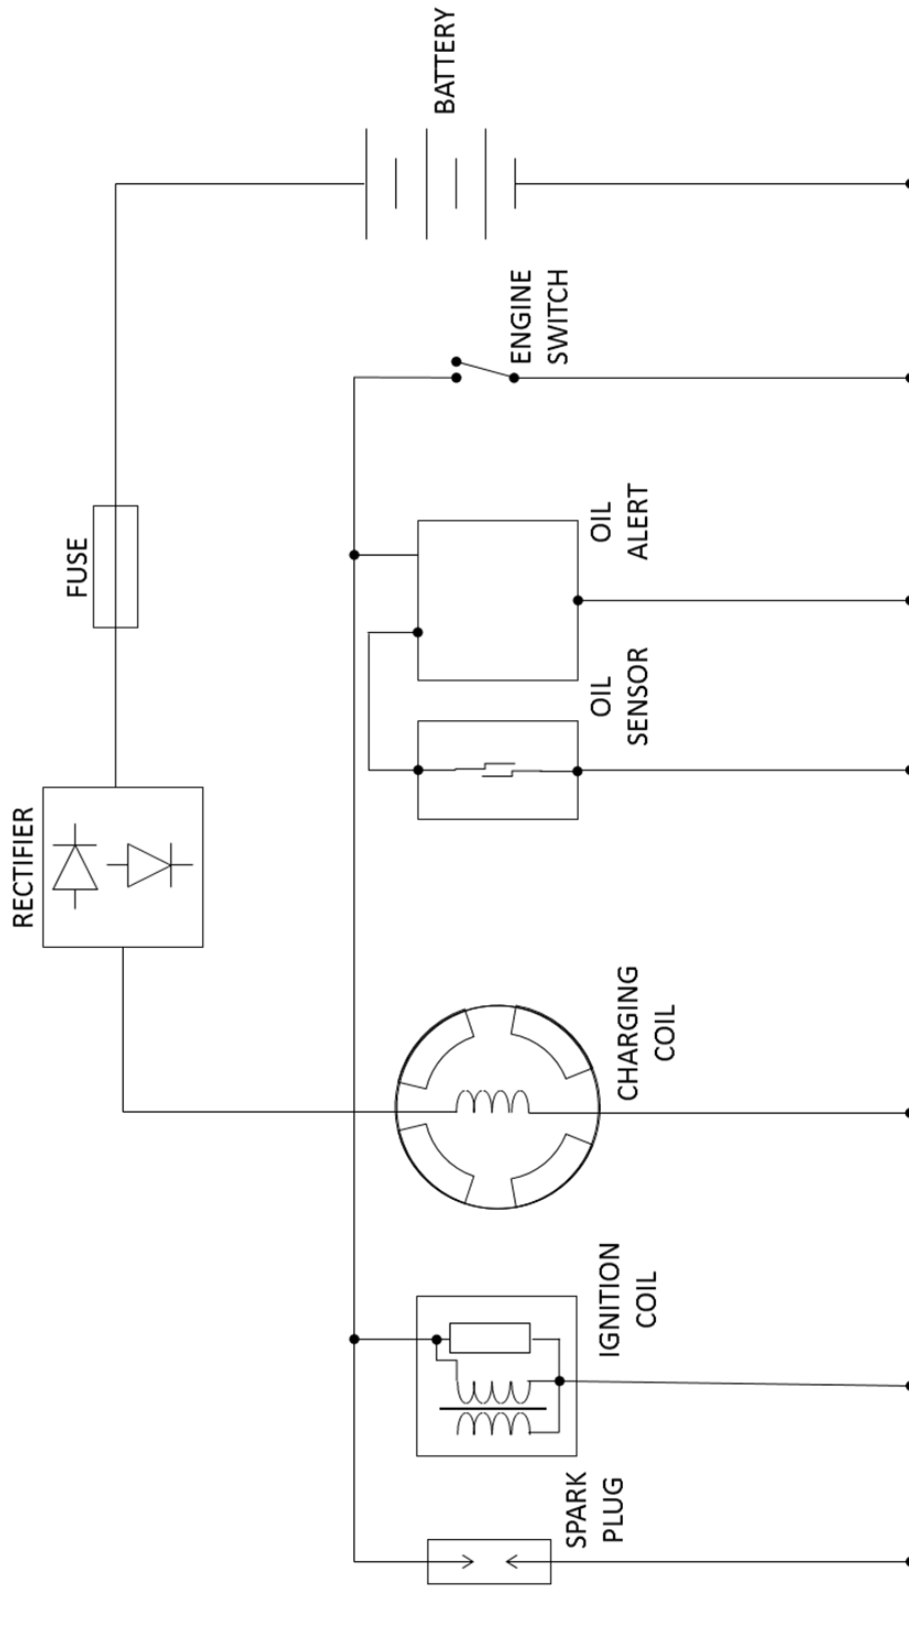 RECTIFIER
FUSE
BATTERY
SPARK
PLUG
IGNITION
COIL
CHARGING
COIL
OIL
SENSOR
OIL
ALERT
ENGINE
SWITCH